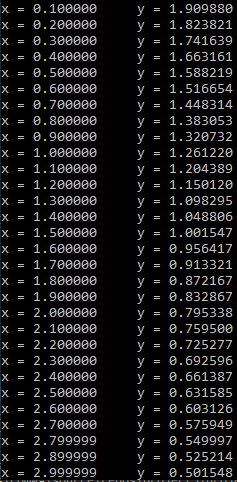 x = 0.100000 y = 1.909880
x = 0.200000 y = 1.823821
x = 0.300000 y = 1.741639
x = 0.400000 y = 1.663161
x = 0.500000 y = 1.588219
x = 0.600000 y = 1.516654
x = 0.700000 y = 1.448314
x = 0.800000 y = 1.383053
x = 0.900000 y = 1.320732
x = 1.000000 y = 1.261220
x = 1.100000 y = 1.204389
x = 1.200000 y = 1.150120
x = 1.300000 y = 1.098295
x = 1.400000 y = 1.048806
x = 1.500000 y = 1.001547
x = 1.600000 y = 0.956417
x = 1.700000 y = 0.913321
x = 1.800000 y = 0.872167
x = 1.900000 y = 0.832867
x = 2.000000 y = 0.795338
x = 2.100000 y = 0.759500
x = 2.200000 y = 0.725277
x = 2.300000 y = 0.692596
x = 2.400000 y = 0.661387
x = 2.500000 y = 0.631585
x = 2.600000 y = 0.603126
x = 2.700000 y = 0.575949
x = 2.799999 y = 0.549997
x = 2.899999 y = 0.525214
x = 2.999999 y = 0.501548